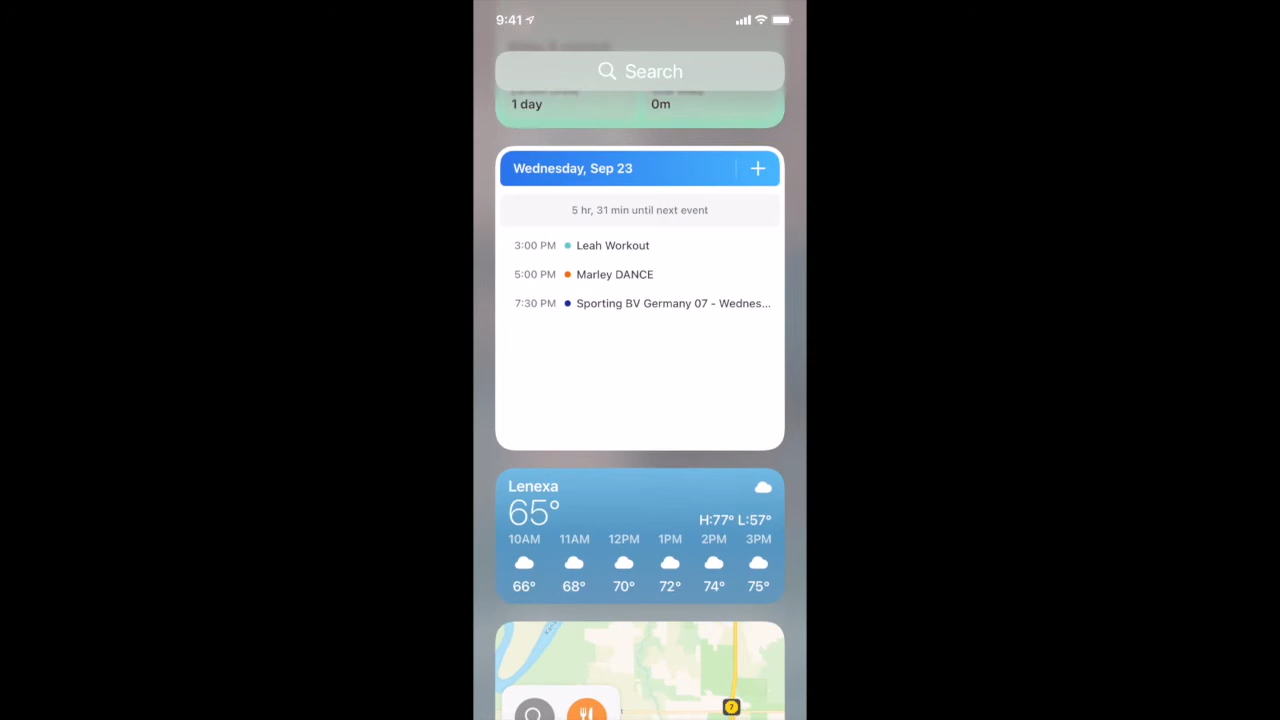 9:41
Search
1 day 0m
Wednesday, Sep 23 +
5 hr, 31 min until next event
3:00 PM Leah Workout
5:00 PM Marley DANCE
7:30 PM Sporting BV Germany 07 - Wednes...
Lenexa
65°
H:77° L:57°
10AM 11AM 12PM 1PM 2PM 3PM
66° 68° 70° 72° 74° 75°
7